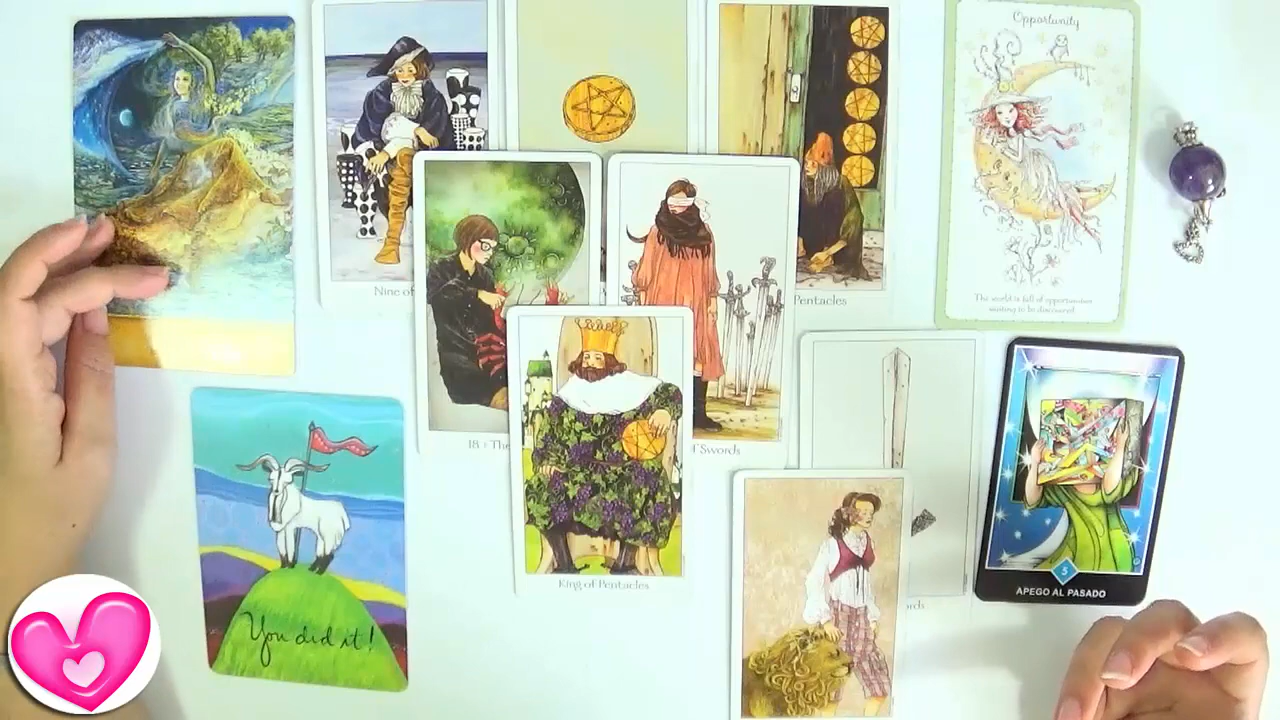 Opportunity
The world is full of opportunities
waiting to be discovered.
Nine of
Pentacles
18 : The
of Swords
King of Pentacles
ords
5
APEGO AL PASADO
You did it!